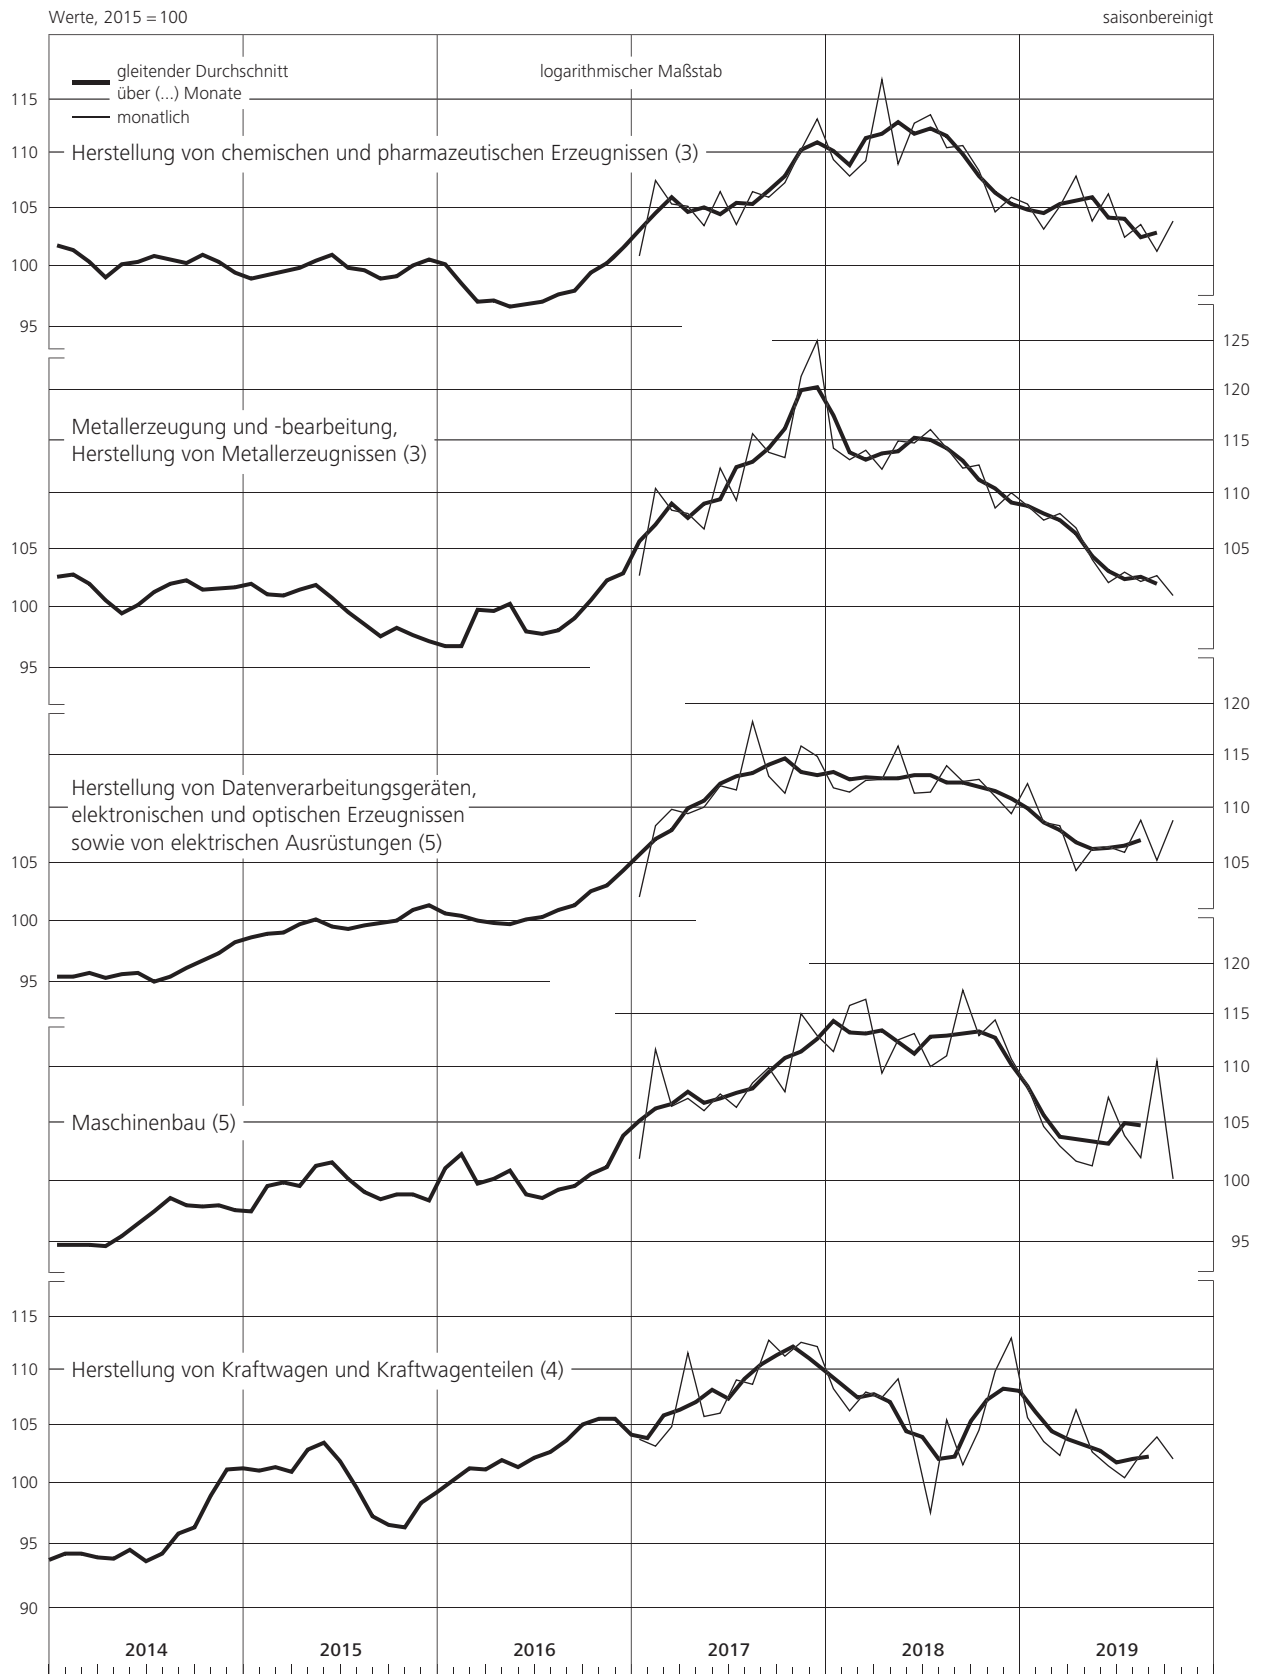 Werte, 2015 = 100
saisonbereinigt
gleitender Durchschnitt
über (...) Monate
monatlich
logarithmischer Maßstab
115
110
Herstellung von chemischen und pharmazeutischen Erzeugnissen (3)
105
100
95
125
120
Metallerzeugung und -bearbeitung,
Herstellung von Metallerzeugnissen (3)
115
110
105
105
100
95
120
115
Herstellung von Datenverarbeitungsgeräten,
elektronischen und optischen Erzeugnissen
sowie von elektrischen Ausrüstungen (5)
110
105
105
100
95
120
115
110
Maschinenbau (5)
105
100
95
115
110
Herstellung von Kraftwagen und Kraftwagenteilen (4)
105
100
95
90
2014 2015 2016 2017 2018 2019